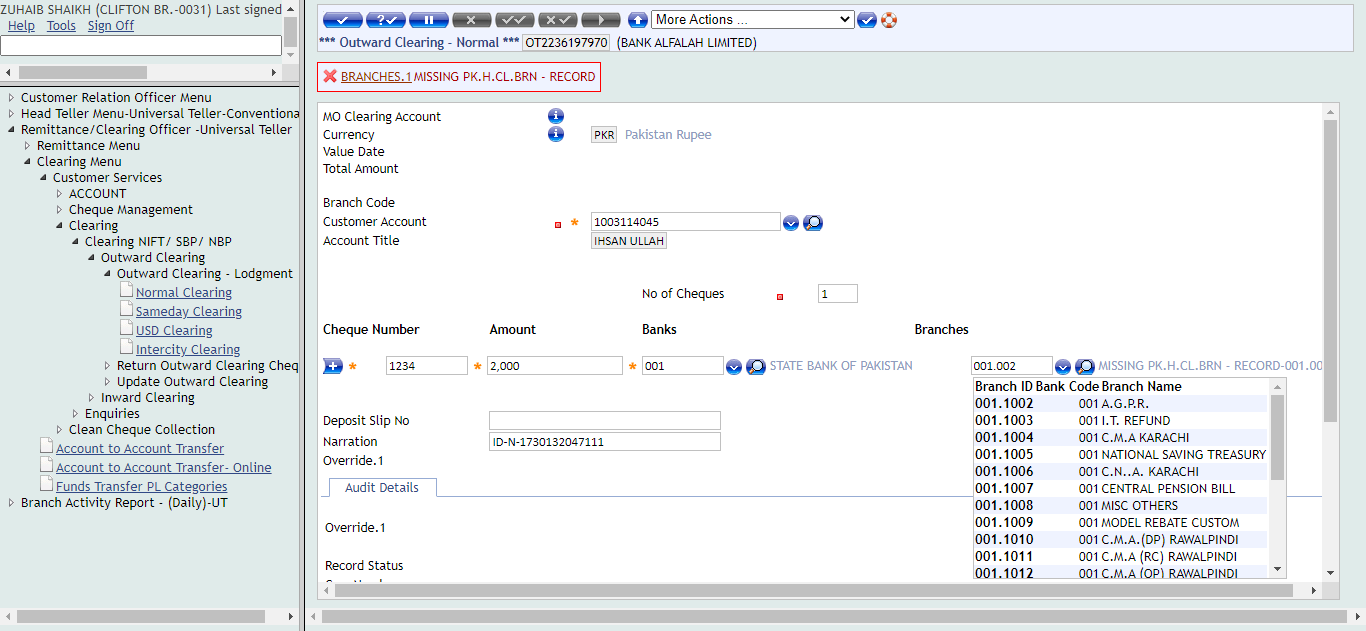 ZUHAIB SHAIKH (CLIFTON BR.-0031) Last signed
Help Tools Sign Off
Customer Relation Officer Menu
Head Teller Menu-Universal Teller-Conventiona
Remittance/Clearing Officer -Universal Teller
Remittance Menu
Clearing Menu
Customer Services
ACCOUNT
Cheque Management
Clearing
Clearing NIFT/ SBP/ NBP
Outward Clearing
Outward Clearing - Lodgment
Normal Clearing
Sameday Clearing
USD Clearing
Intercity Clearing
Return Outward Clearing Cheq
Update Outward Clearing
Inward Clearing
Enquiries
Clean Cheque Collection
Account to Account Transfer
Account to Account Transfer- Online
Funds Transfer PL Categories
Branch Activity Report - (Daily)-UT
More Actions ...
*** Outward Clearing - Normal *** OT2236197970 (BANK ALFALAH LIMITED)
BRANCHES.1 MISSING PK.H.CL.BRN - RECORD
MO Clearing Account
Currency PKR Pakistan Rupee
Value Date
Total Amount
Branch Code
Customer Account * 1003114045
Account Title IHSAN ULLAH
No of Cheques 1
Cheque Number Amount Banks Branches
* 1234 * 2,000 * 001 STATE BANK OF PAKISTAN 001.002 MISSING PK.H.CL.BRN - RECORD-001.00
Branch ID Bank Code Branch Name
001.1002 001 A.G.P.R.
001.1003 001 I.T. REFUND
001.1004 001 C.M.A KARACHI
001.1005 001 NATIONAL SAVING TREASURY
001.1006 001 C.N..A. KARACHI
001.1007 001 CENTRAL PENSION BILL
001.1008 001 MISC OTHERS
001.1009 001 MODEL REBATE CUSTOM
001.1010 001 C.M.A.(DP) RAWALPINDI
001.1011 001 C.M.A (RC) RAWALPINDI
001.1012 001 C.M.A (OP) RAWALPINDI
Deposit Slip No
Narration ID-N-1730132047111
Override.1
Audit Details
Override.1
Record Status